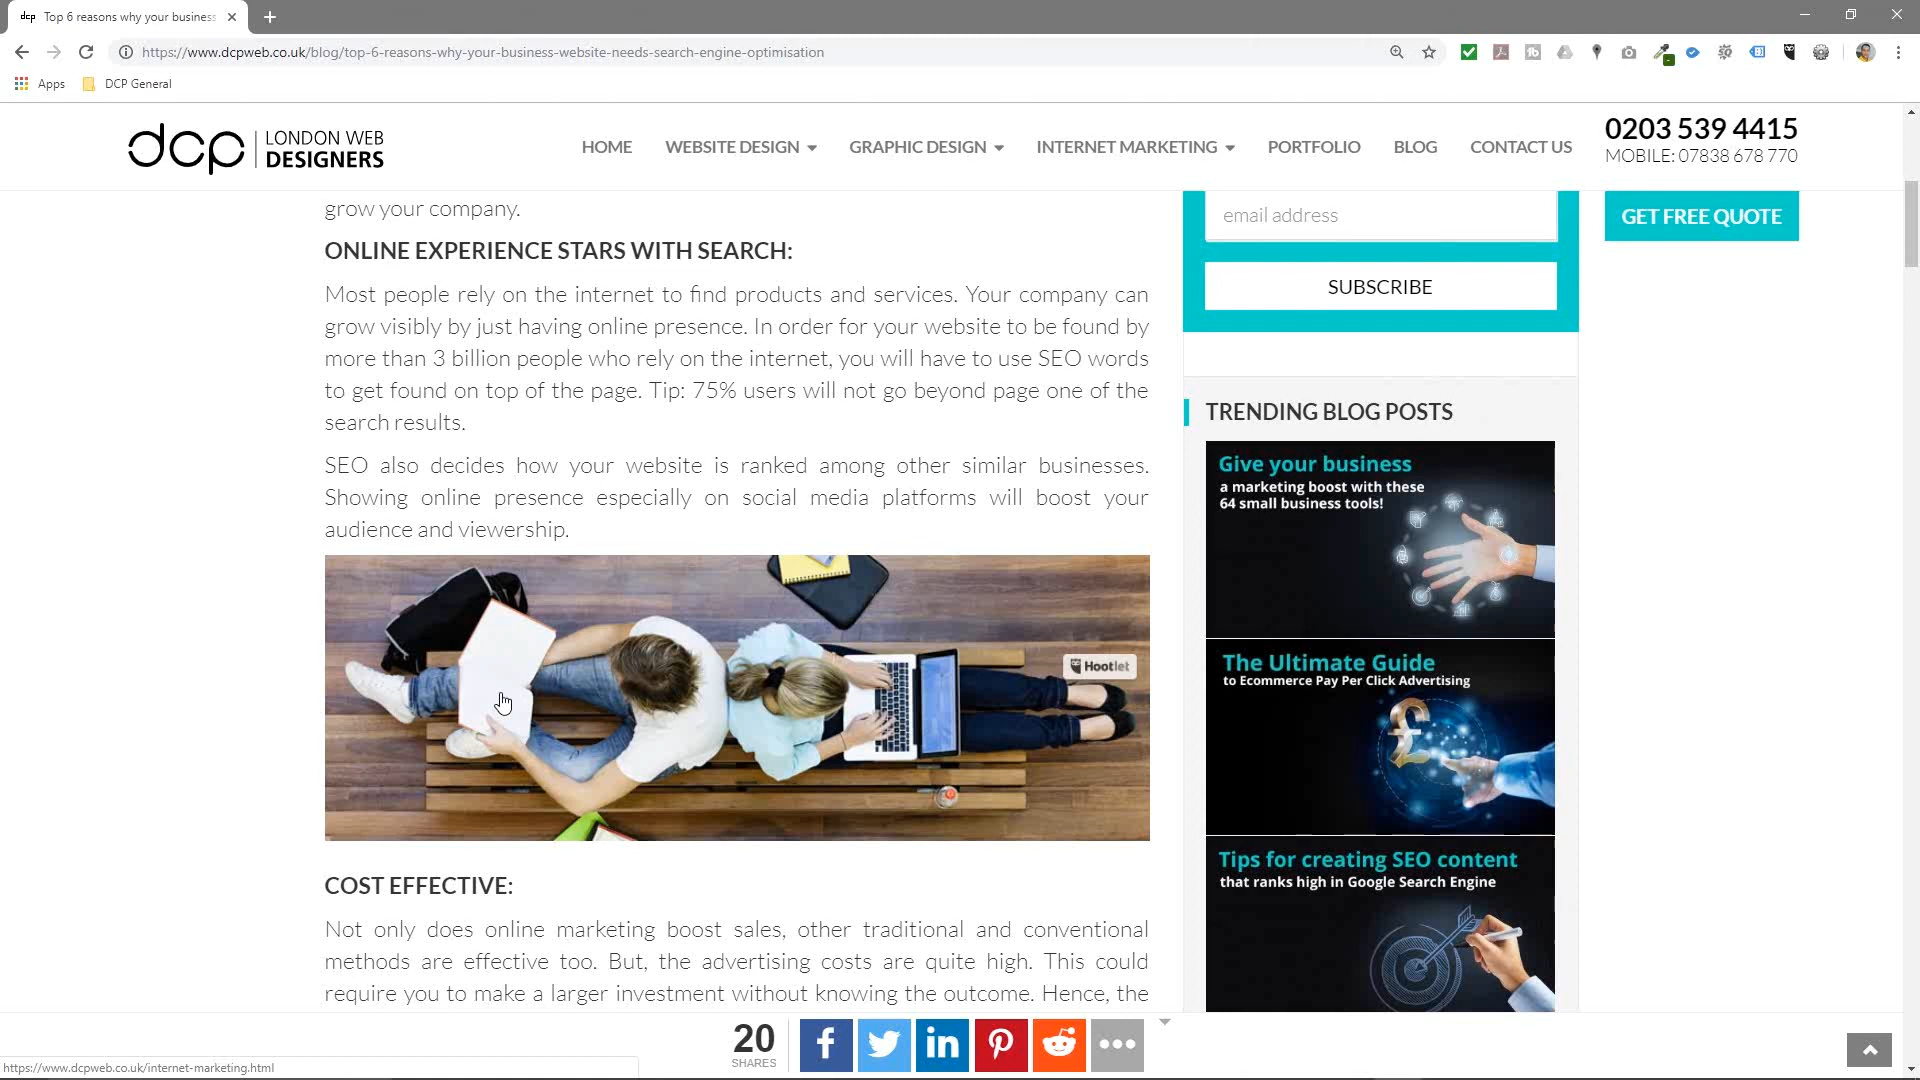 dcp Top 6 reasons why your business
https://www.dcpweb.co.uk/blog/top-6-reasons-why-your-business-website-needs-search-engine-optimisation
Apps
DCP General
dcp LONDON WEB
DESIGNERS
HOME
WEBSITE DESIGN
GRAPHIC DESIGN
INTERNET MARKETING
PORTFOLIO
BLOG
CONTACT US
0203 539 4415
MOBILE: 07838 678 770
GET FREE QUOTE
grow your company.
ONLINE EXPERIENCE STARS WITH SEARCH:
Most people rely on the internet to find products and services. Your company can
grow visibly by just having online presence. In order for your website to be found by
more than 3 billion people who rely on the internet, you will have to use SEO words
to get found on top of the page. Tip: 75% users will not go beyond page one of the
search results.
SEO also decides how your website is ranked among other similar businesses.
Showing online presence especially on social media platforms will boost your
audience and viewership.
Hootlet
COST EFFECTIVE:
Not only does online marketing boost sales, other traditional and conventional
methods are effective too. But, the advertising costs are quite high. This could
require you to make a larger investment without knowing the outcome. Hence, the
email address
SUBSCRIBE
TRENDING BLOG POSTS
Give your business
a marketing boost with these
64 small business tools!
The Ultimate Guide
to Ecommerce Pay Per Click Advertising
Tips for creating SEO content
that ranks high in Google Search Engine
20
SHARES
https://www.dcpweb.co.uk/internet-marketing.html